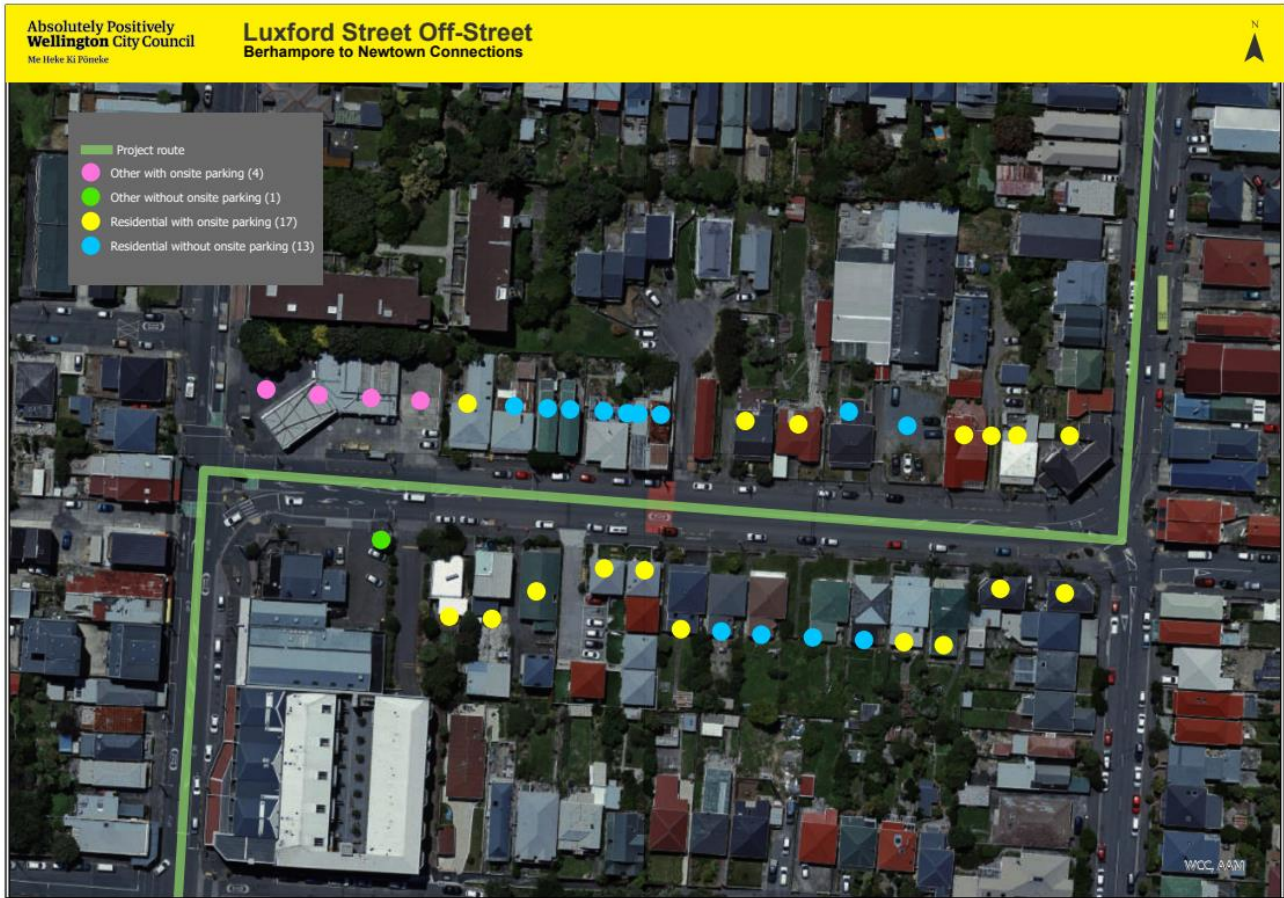 Absolutely Positively
Wellington City Council
Me Heke Ki Pōneke
Luxford Street Off-Street
Berhampore to Newtown Connections
N
Project route
Other with onsite parking (4)
Other without onsite parking (1)
Residential with onsite parking (17)
Residential without onsite parking (13)
WCC, AAM